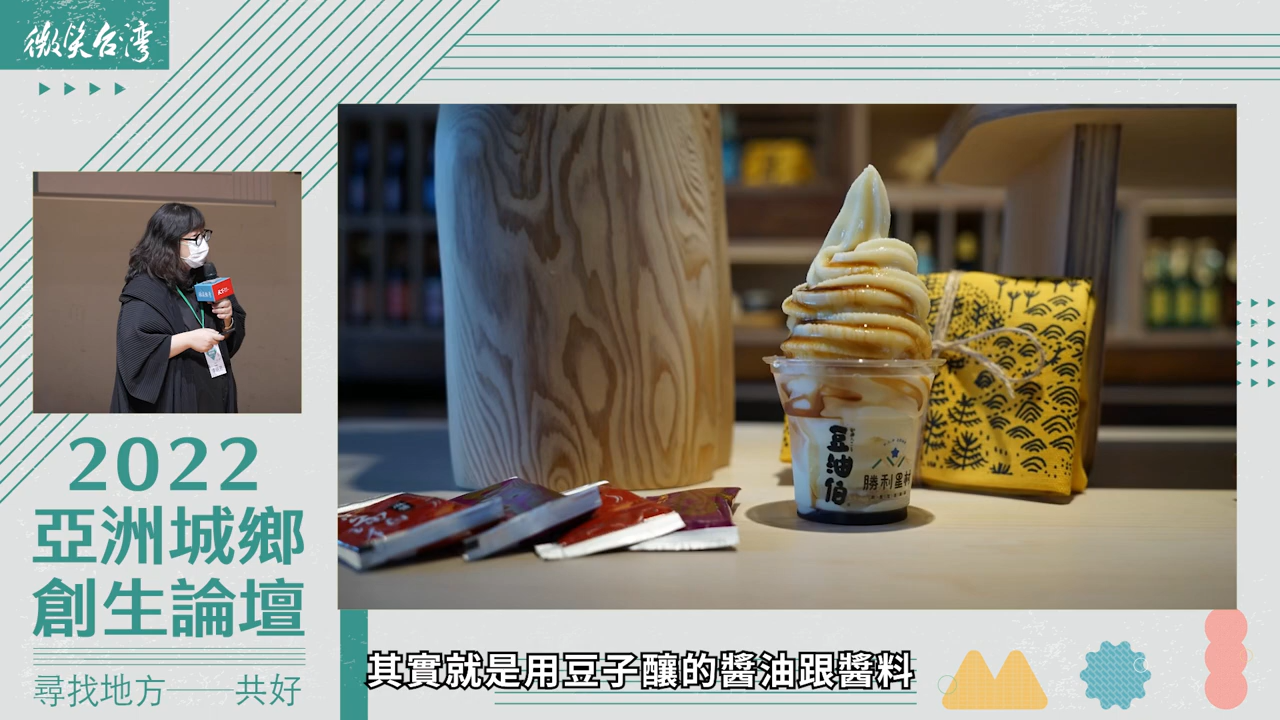 微笑台灣
2022
亞洲城鄉
創生論壇
尋找地方——共好
豆油伯
勝利星村
其實就是用豆子釀的醬油跟醬料